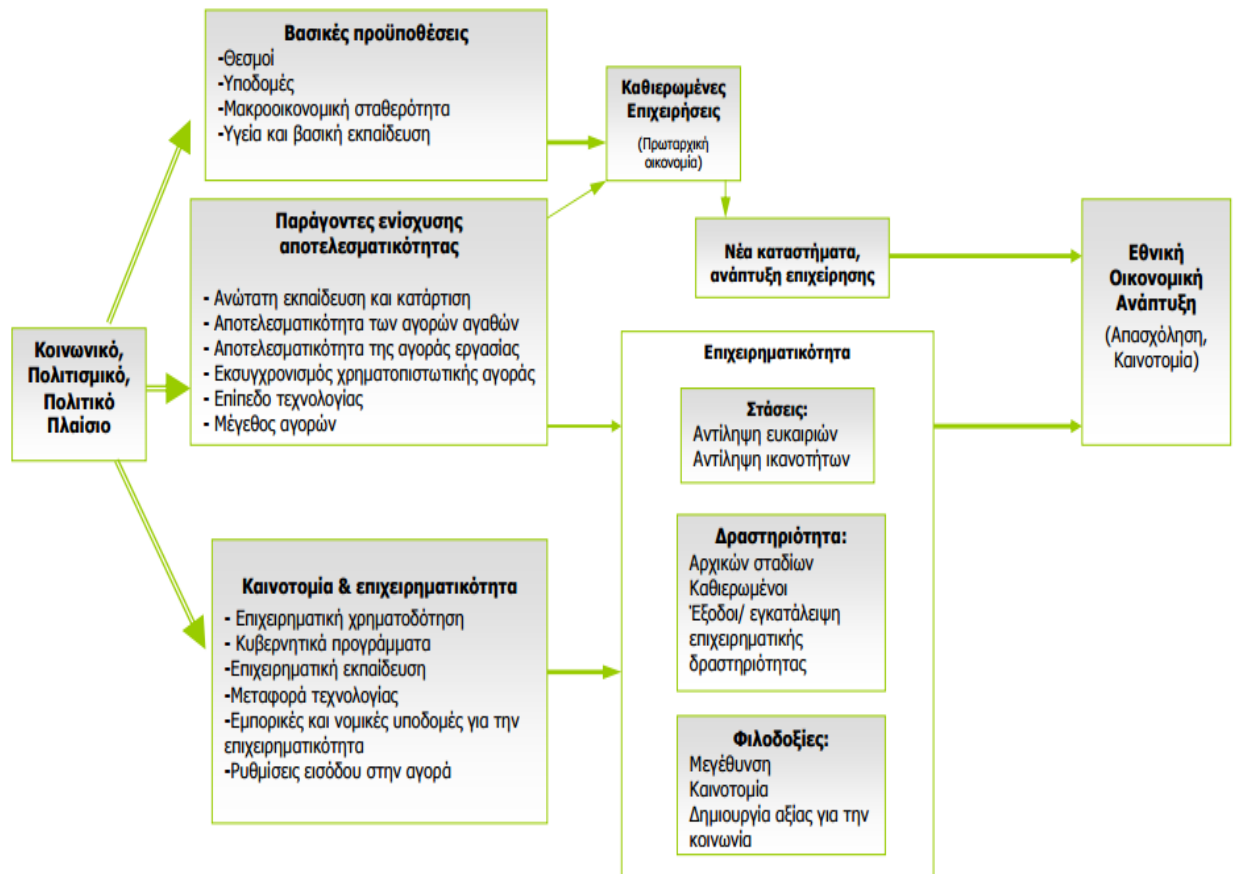 Βασικές προϋποθέσεις
-Θεσμοί
-Υποδομές
-Μακροοικονομική σταθερότητα
-Υγεία και βασική εκπαίδευση
Καθιερωμένες
Επιχειρήσεις
(Πρωταρχική
οικονομία)
Παράγοντες ενίσχυσης
αποτελεσματικότητας
- Ανώτατη εκπαίδευση και κατάρτιση
- Αποτελεσματικότητα των αγορών αγαθών
- Αποτελεσματικότητα της αγοράς εργασίας
- Εκσυγχρονισμός χρηματοπιστωτικής αγοράς
- Επίπεδο τεχνολογίας
- Μέγεθος αγορών
Νέα καταστήματα,
ανάπτυξη επιχείρησης
Εθνική
Οικονομική
Ανάπτυξη
(Απασχόληση,
Καινοτομία)
Κοινωνικό,
Πολιτισμικό,
Πολιτικό
Πλαίσιο
Επιχειρηματικότητα
Στάσεις:
Αντίληψη ευκαιριών
Αντίληψη ικανοτήτων
Δραστηριότητα:
Αρχικών σταδίων
Καθιερωμένοι
Έξοδοι/ εγκατάλειψη
επιχειρηματικής
δραστηριότητας
Καινοτομία & επιχειρηματικότητα
- Επιχειρηματική χρηματοδότηση
- Κυβερνητικά προγράμματα
-Επιχειρηματική εκπαίδευση
-Μεταφορά τεχνολογίας
-Εμπορικές και νομικές υποδομές για την
επιχειρηματικότητα
-Ρυθμίσεις εισόδου στην αγορά
Φιλοδοξίες:
Μεγέθυνση
Καινοτομία
Δημιουργία αξίας για την
κοινωνία